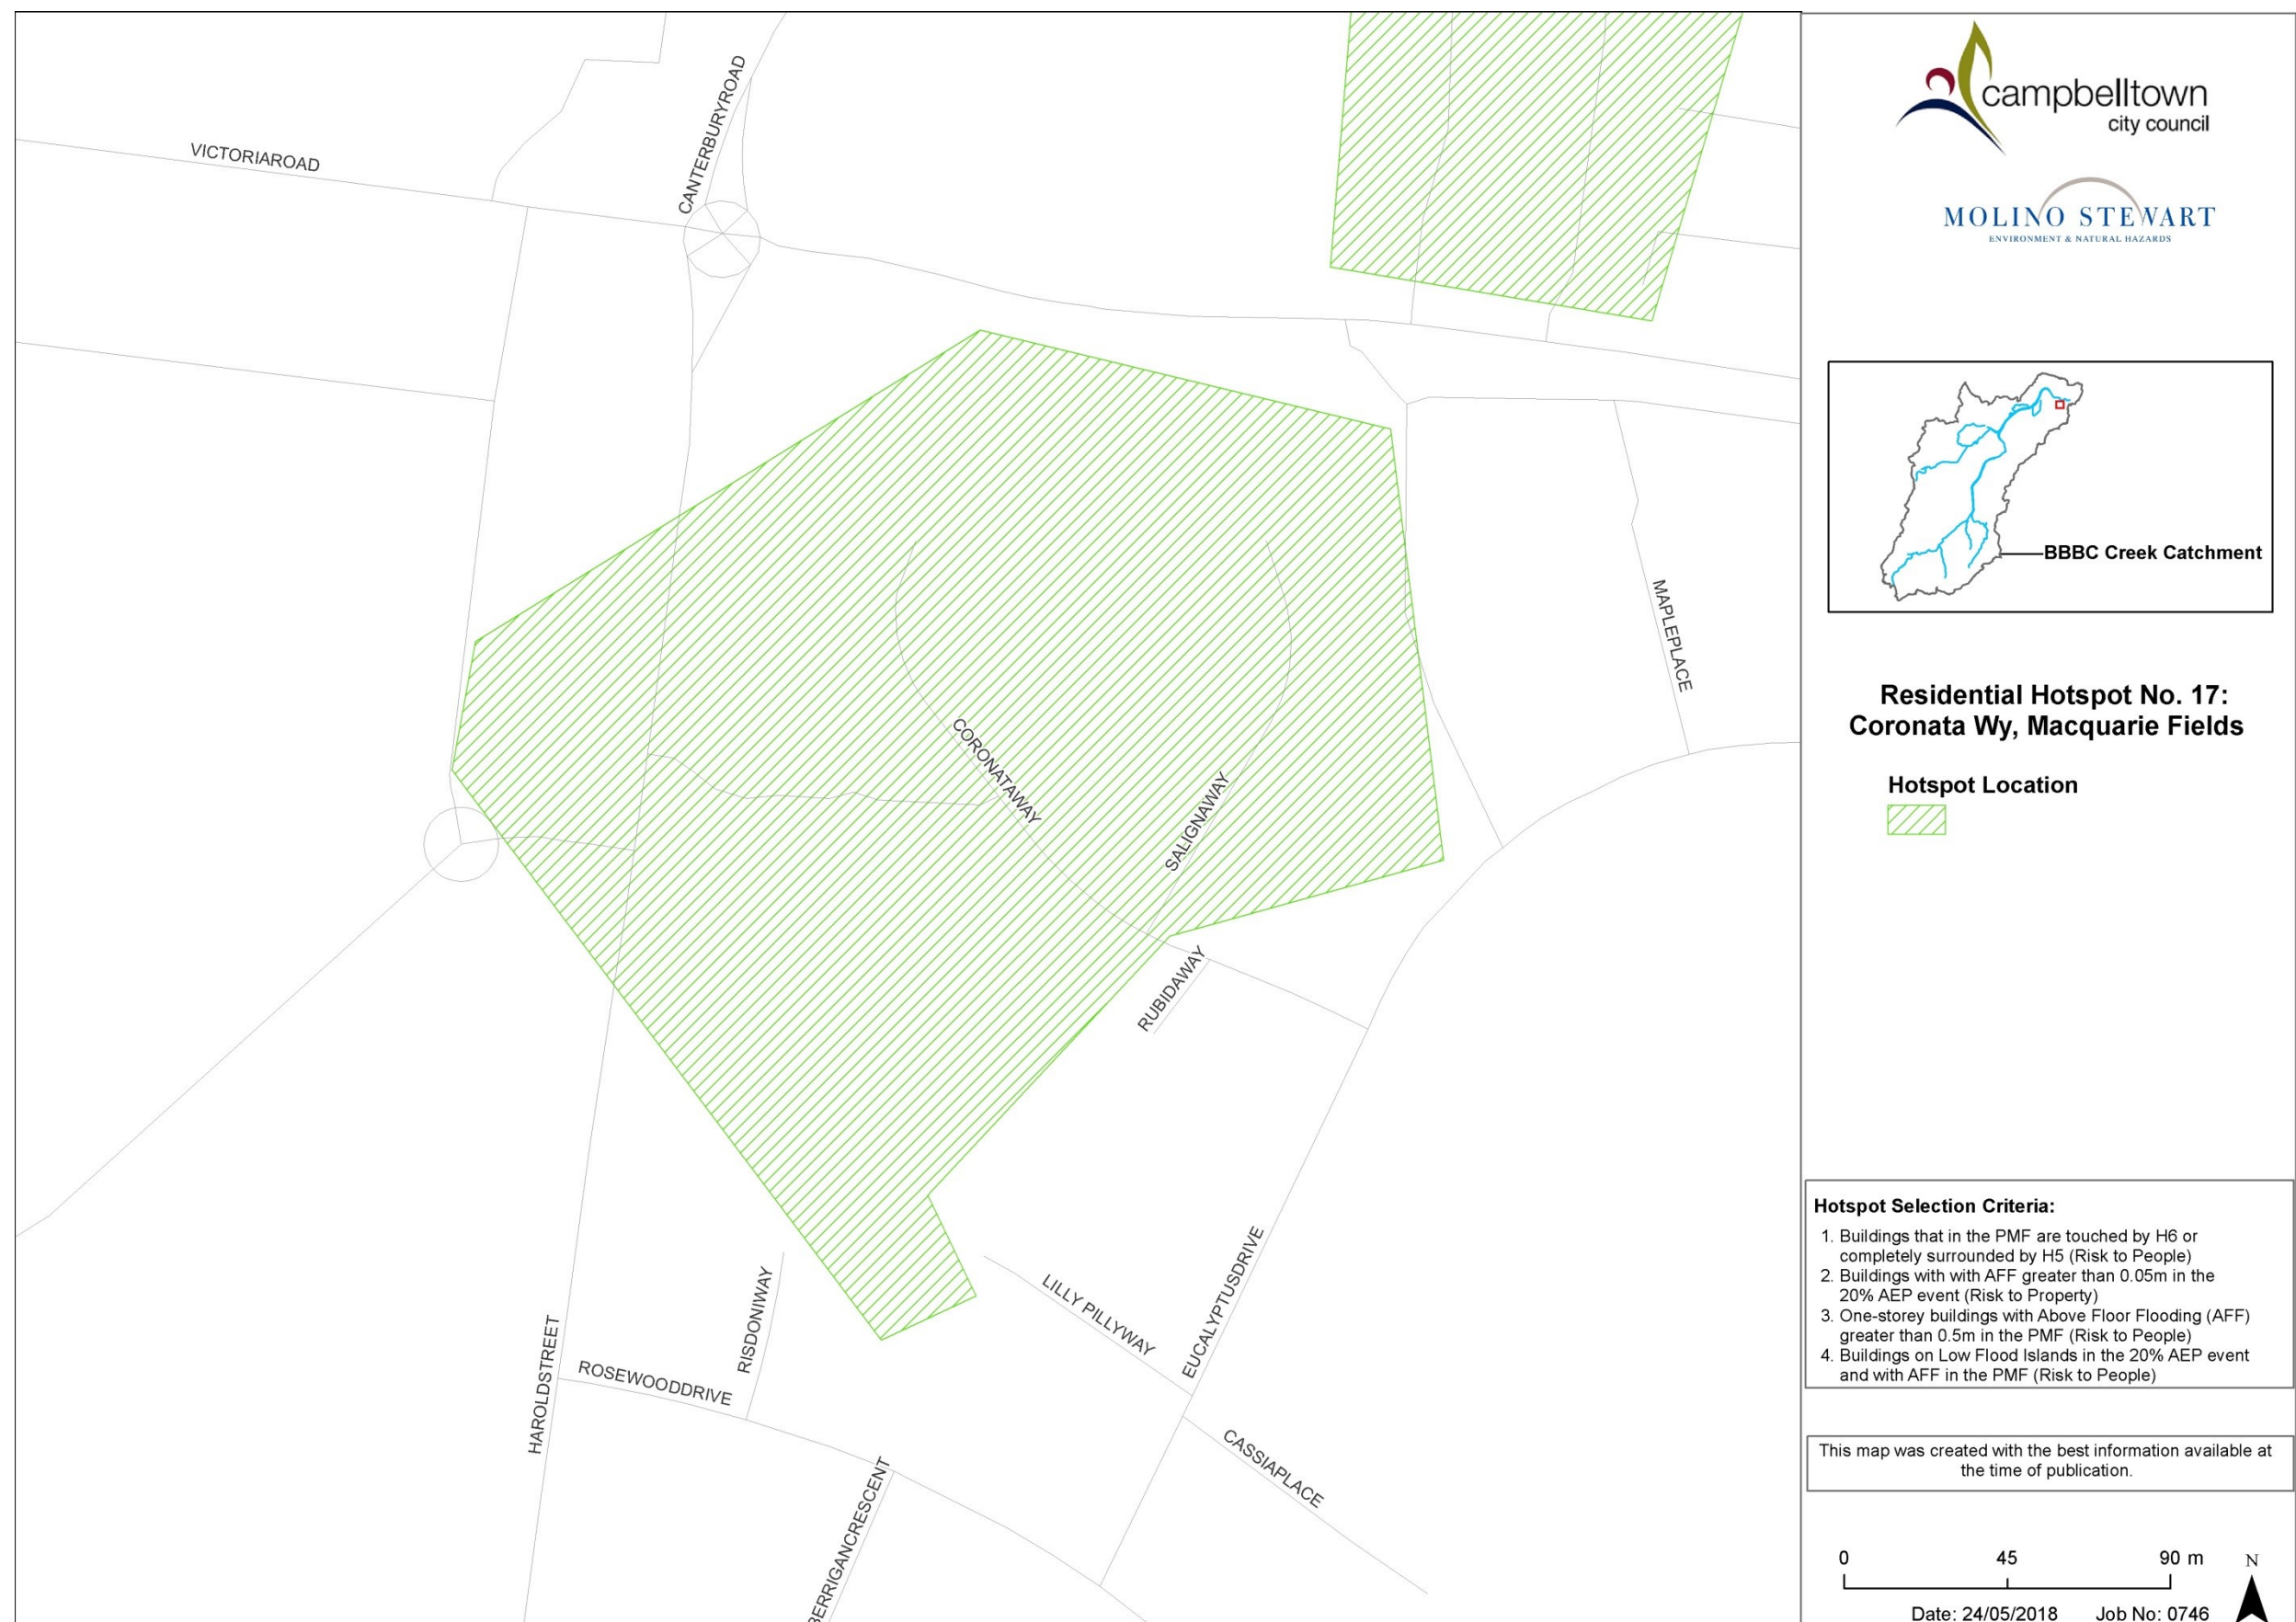 VICTORIAROAD
CANTERBURYROAD
MAPLEPLACE
CORONATAWAY
SALIGNAWAY
RUBIDAWAY
LILLY PILLYWAY
EUCALYPTUSDRIVE
RISDONIWAY
HAROLDSTREET
ROSEWOODDRIVE
CASSIAPLACE
BERRIGANCRESCENT
campbelltown
city council
MOLINO STEWART
ENVIRONMENT & NATURAL HAZARDS
BBBC Creek Catchment
Residential Hotspot No. 17:
Coronata Wy, Macquarie Fields
Hotspot Location
Hotspot Selection Criteria:
1. Buildings that in the PMF are touched by H6 or
completely surrounded by H5 (Risk to People)
2. Buildings with with AFF greater than 0.05m in the
20% AEP event (Risk to Property)
3. One-storey buildings with Above Floor Flooding (AFF)
greater than 0.5m in the PMF (Risk to People)
4. Buildings on Low Flood Islands in the 20% AEP event
and with AFF in the PMF (Risk to People)
This map was created with the best information available at
the time of publication.
0 45 90 m N
Date: 24/05/2018 Job No: 0746